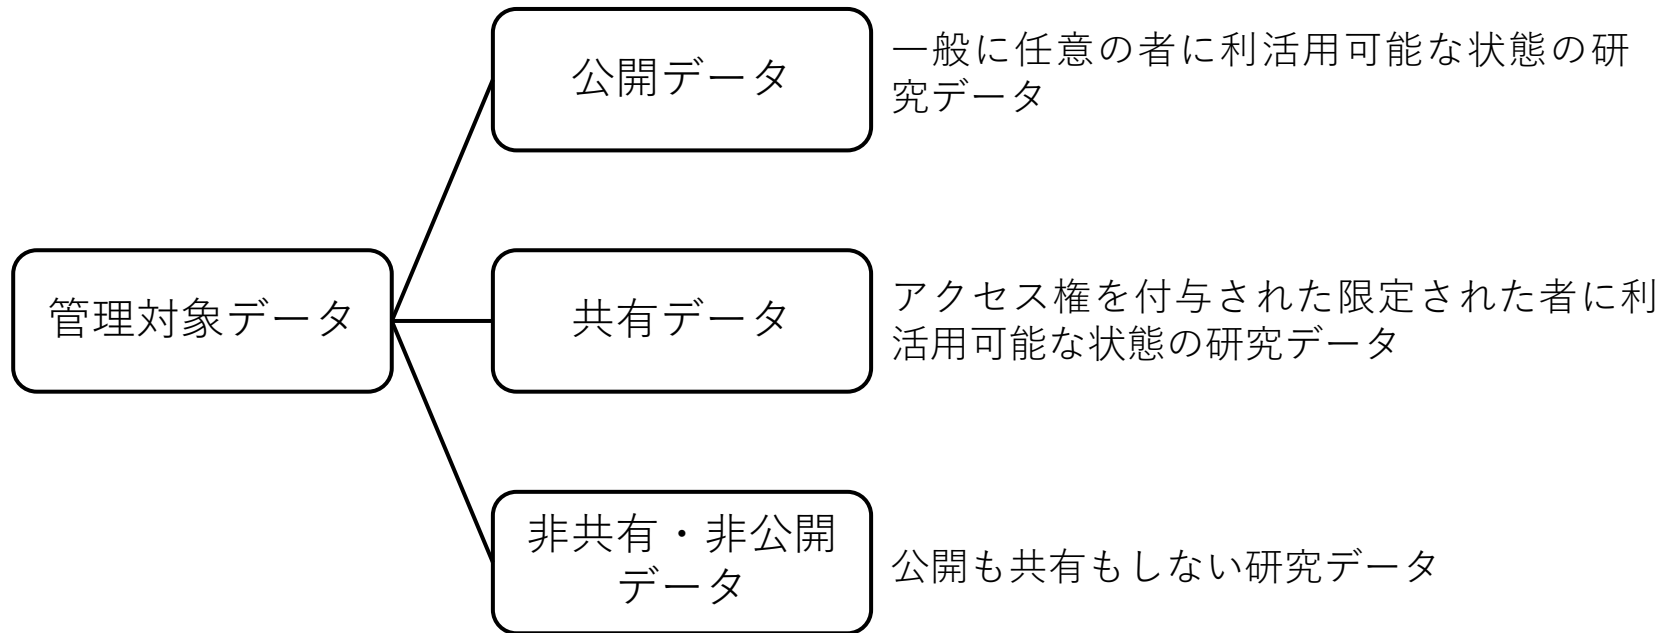 公開データ
一般に任意の者に利活用可能な状態の研
究データ
管理対象データ
共有データ
アクセス権を付与された限定された者に利
活用可能な状態の研究データ
非共有・非公開
データ
公開も共有もしない研究データ